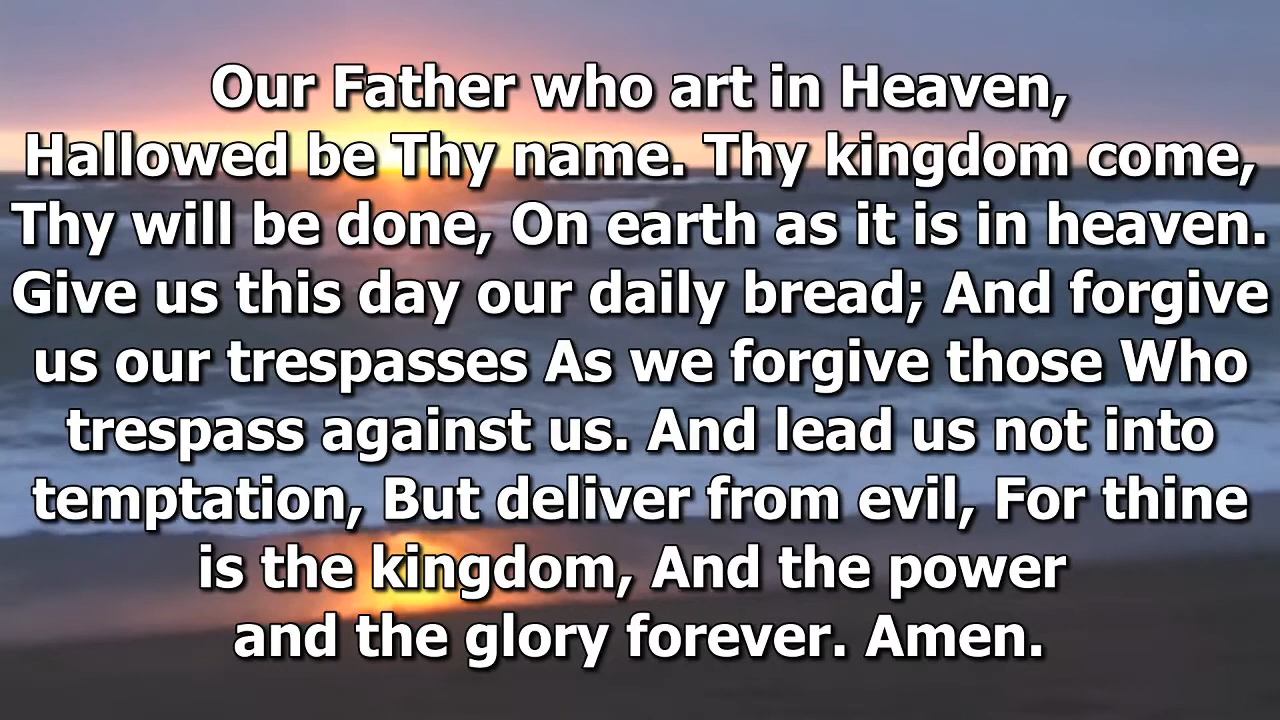 Our Father who art in Heaven,
Hallowed be Thy name. Thy kingdom come,
Thy will be done, On earth as it is in heaven.
Give us this day our daily bread; And forgive
us our trespasses As we forgive those Who
trespass against us. And lead us not into
temptation, But deliver from evil, For thine
is the kingdom, And the power
and the glory forever. Amen.